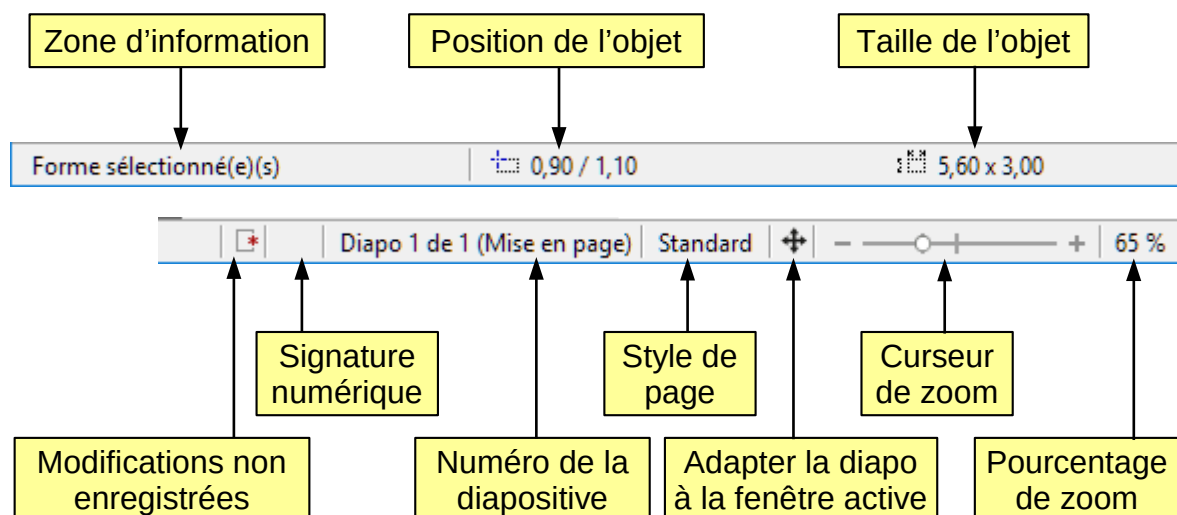 Zone d’information
Position de l’objet
Taille de l’objet
Forme sélectionné(e)(s)
0,90 / 1,10
5,60 x 3,00
Diapo 1 de 1 (Mise en page)
Standard
65 %
Signature
numérique
Style de
page
Curseur
de zoom
Modifications non
enregistrées
Numéro de la
diapositive
Adapter la diapo
à la fenêtre active
Pourcentage
de zoom